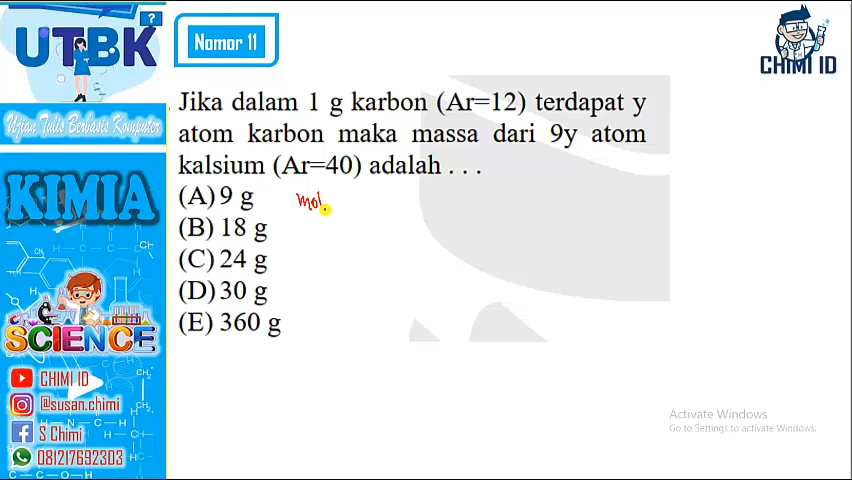 UTBK
?
Nomor 11
CHIMI ID
Ujian Tulis Berbasis Komputer
Jika dalam 1 g karbon (Ar=12) terdapat y
atom karbon maka massa dari 9y atom
kalsium (Ar=40) adalah . . .
(A) 9 g
mol
(B) 18 g
(C) 24 g
(D) 30 g
(E) 360 g
KIMIA
SCIENCE
CHIMI ID
@susan.chimi
S Chimi
081217692303
Activate Windows
Go to Settings to activate Windows.